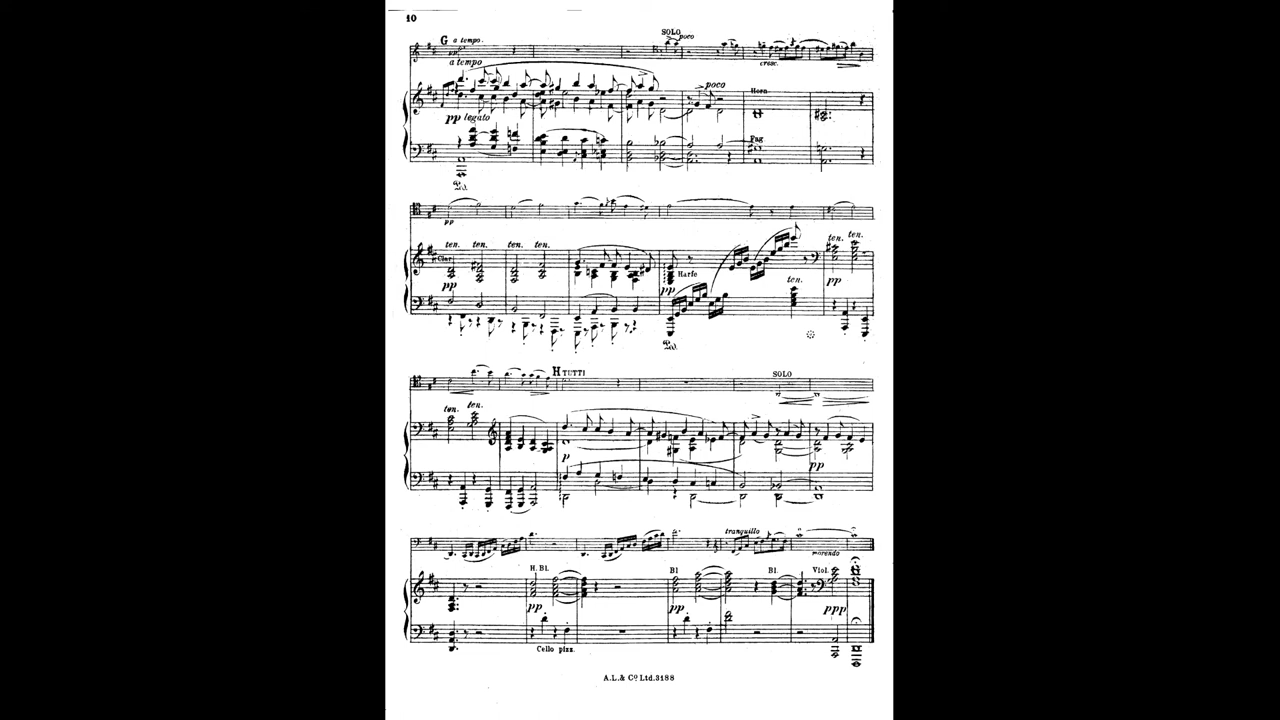 10
SOLO
G a tempo. poco
cresc.
a tempo
poco
Horn
pp legato
Fag
pp
ten. ten. ten. ten. ten. ten.
Clar
Harfe
pp pp ten. pp
H TUTTI SOLO
ten. ten.
p
pp
tranquillo
morendo
H. Bl. Bl Bl. Viol.
pp pp ppp
Cello pizz.
A.L.& Co Ltd.3188